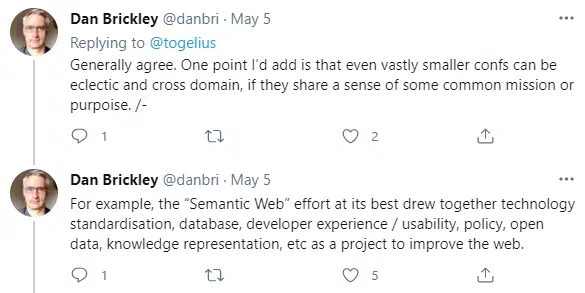 Dan Brickley @danbri · May 5
Replying to @togelius
Generally agree. One point I'd add is that even vastly smaller confs can be
eclectic and cross domain, if they share a sense of some common mission or
purpoise. /-
1 2
Dan Brickley @danbri · May 5
For example, the “Semantic Web” effort at its best drew together technology
standardisation, database, developer experience / usability, policy, open
data, knowledge representation, etc as a project to improve the web.
1 5